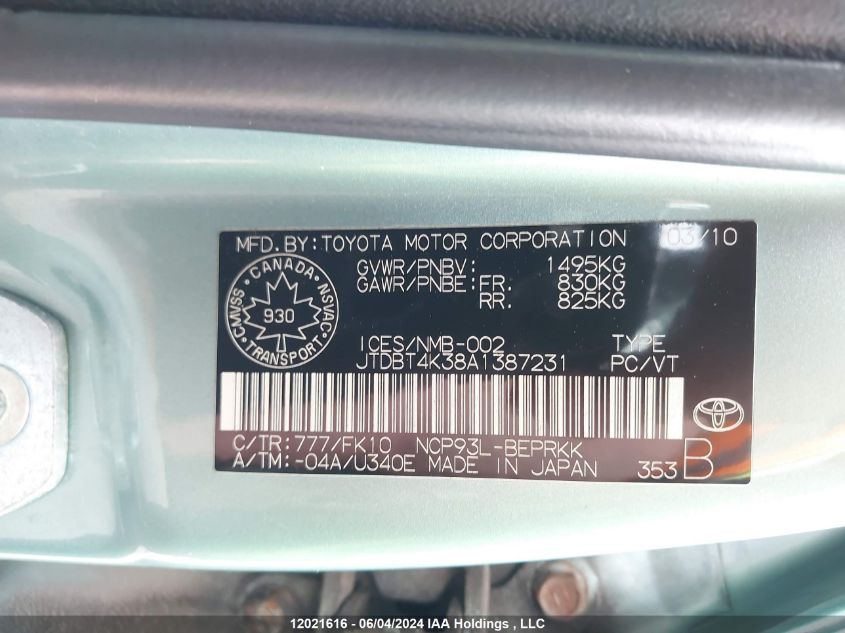 MFD.BY:TOYOTA MOTOR CORPORATION 03/10
CANADA
CMVSS NSVAC
930
TRANSPORT
GVWR/PNBV: 1495KG
GAWR/PNBE:FR. 830KG
RR. 825KG
ICES/NMB-002 TYPE
JTDBT4K38A1387231 PC/VT
C/TR:777/FK10 NCP93L-BEPRKK
A/TM:-04A/U340E MADE IN JAPAN 353 B
12021616 - 06/04/2024 IAA Holdings , LLC